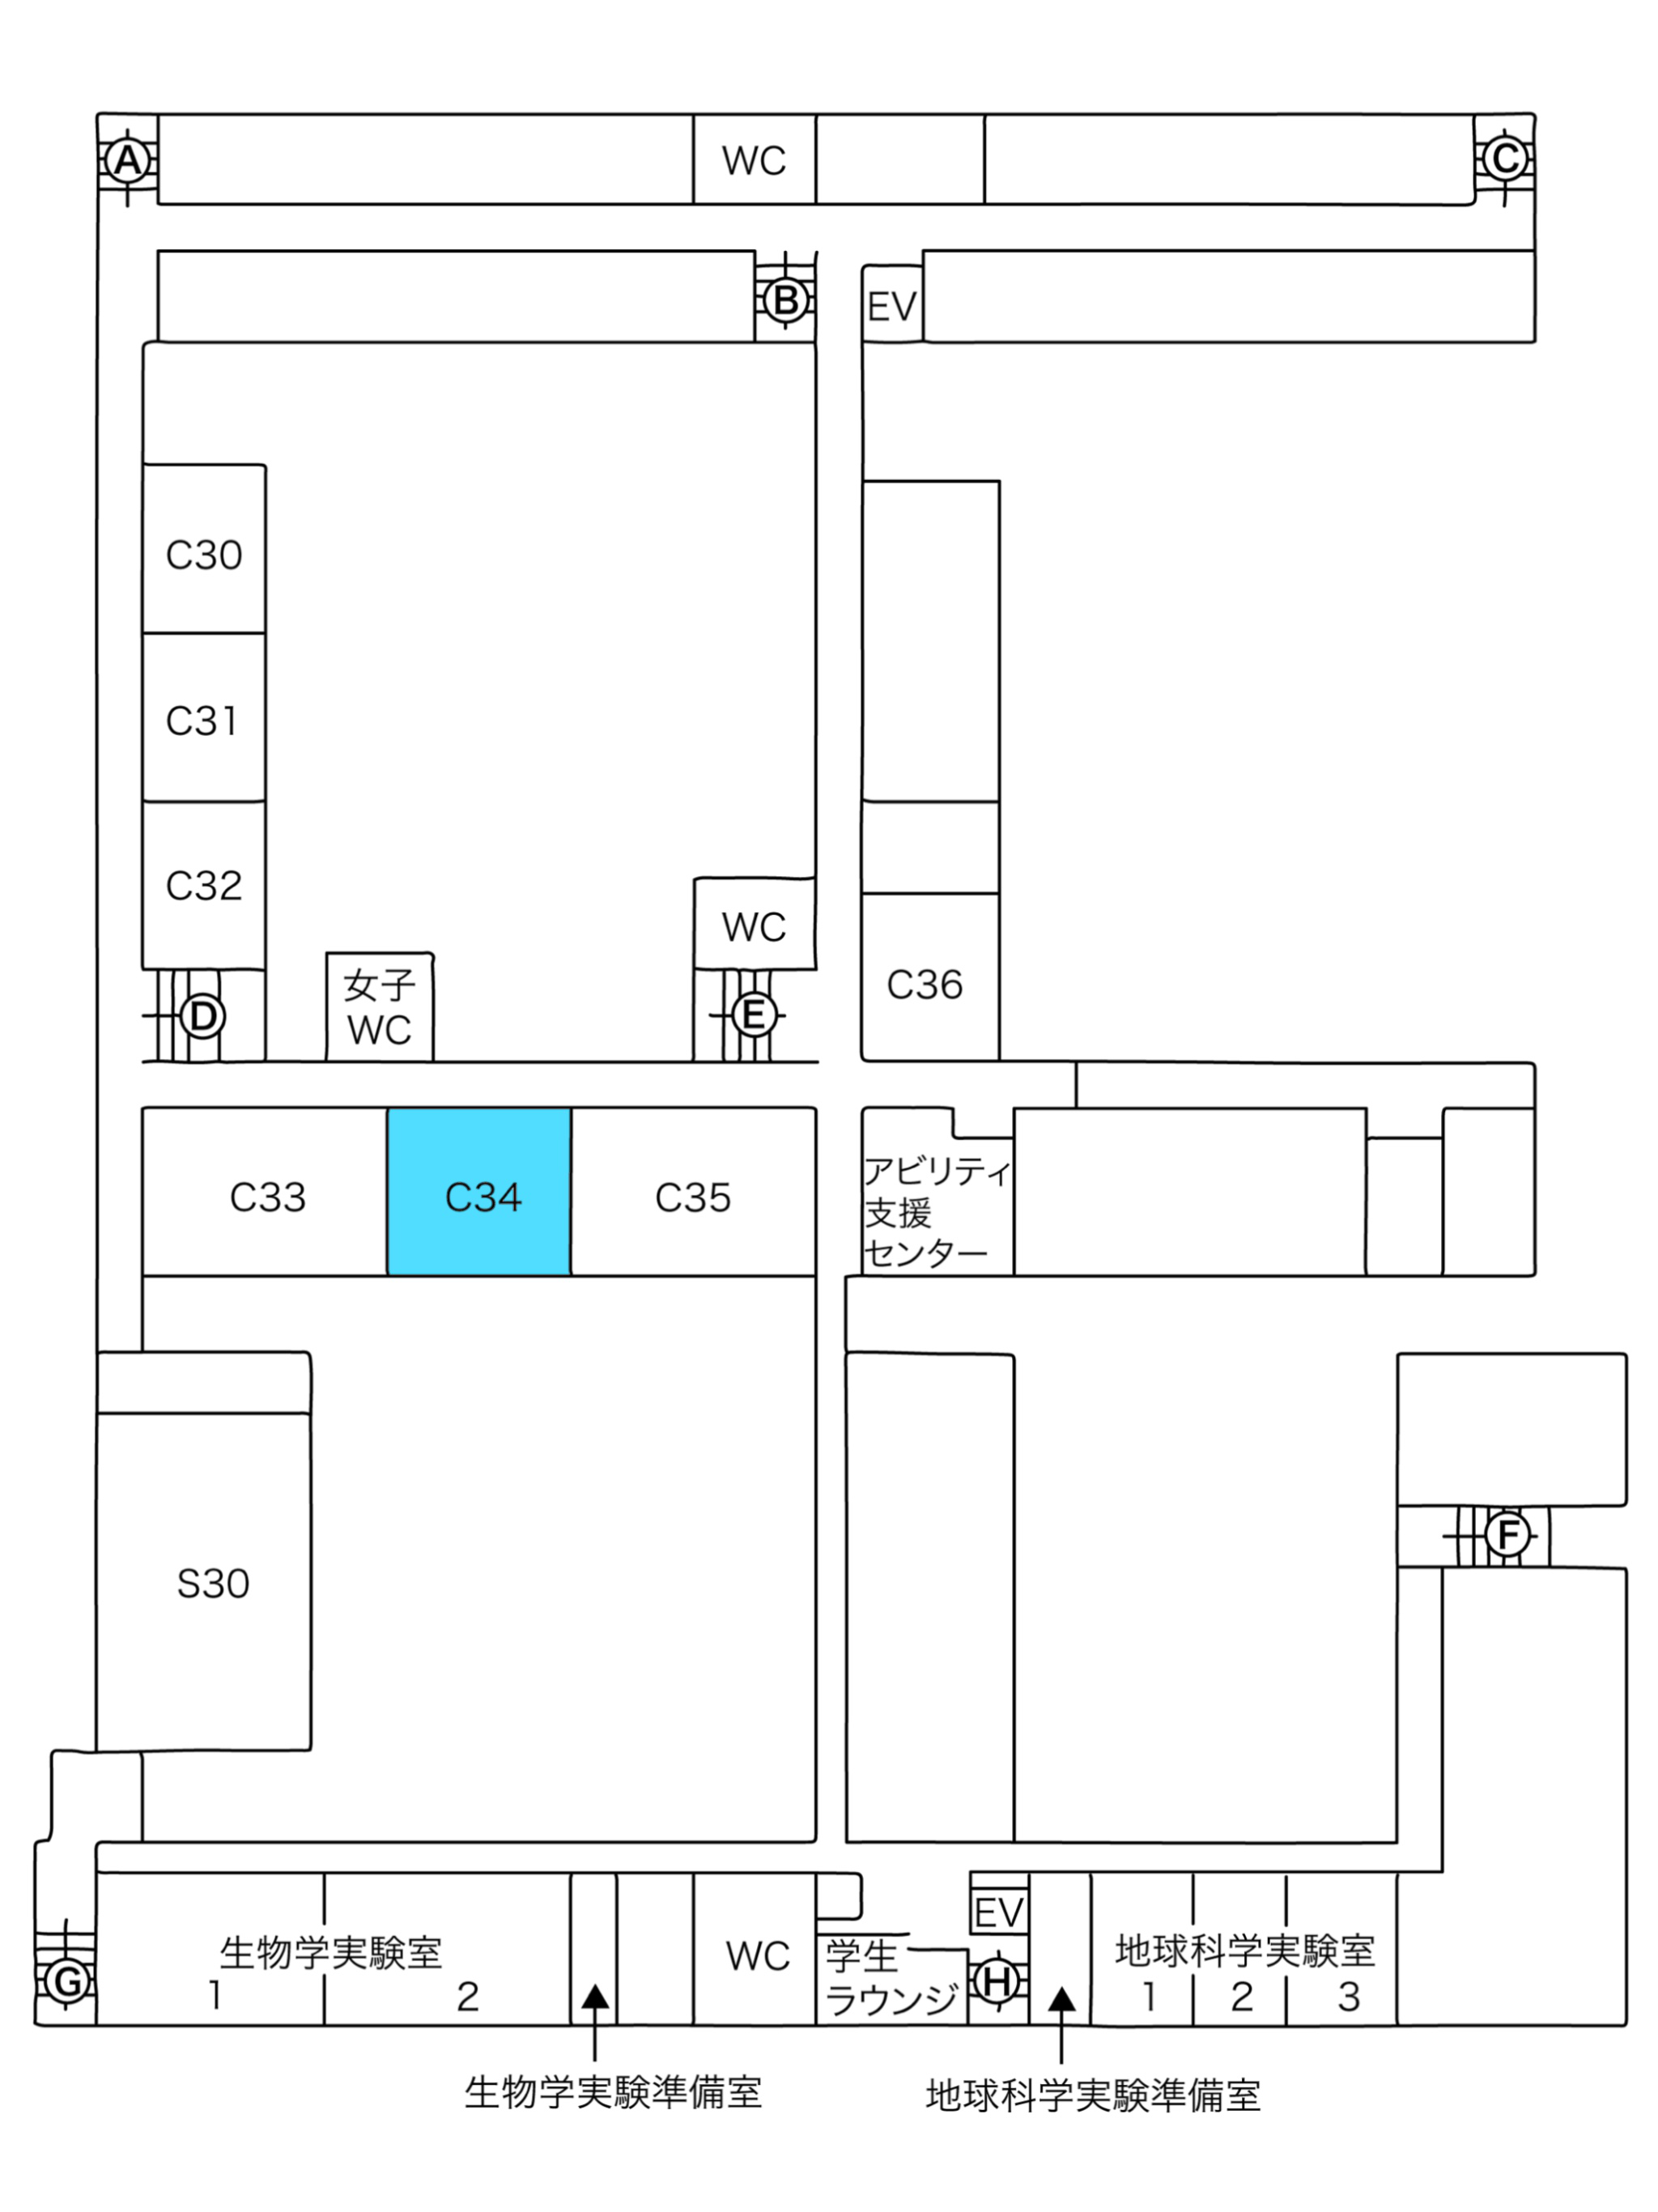 A
WC
C
B
EV
C30
C31
C32
WC
女子
WC
C36
D
E
C33
C34
C35
アビリティ
支援
センター
F
S30
EV
生物学実験室
1
2
WC
学生
ラウンジ
地球科学実験室
1
2
3
G
H
生物学実験準備室
地球科学実験準備室